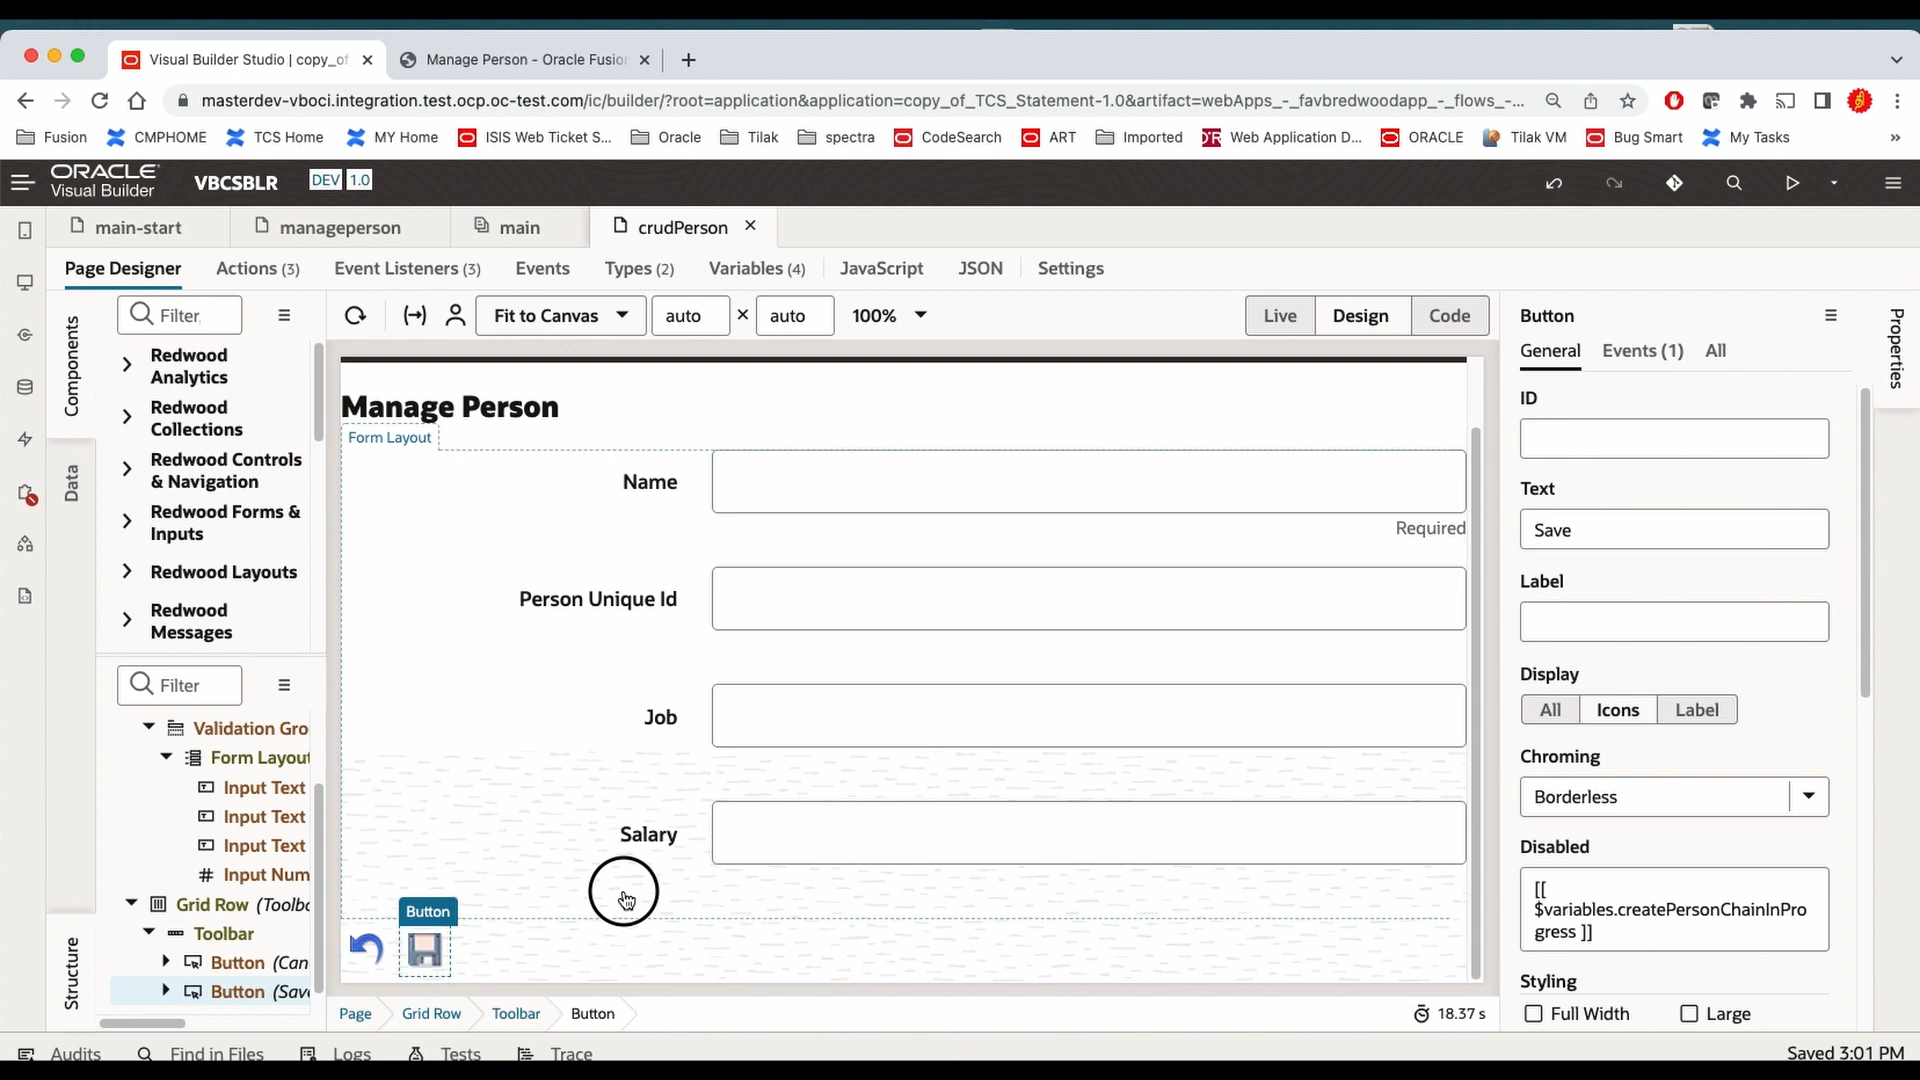 Visual Builder Studio | copy_of
Manage Person - Oracle Fusion
masterdev-vboci.integration.test.ocp.oc-test.com/ic/builder/?root=application&application=copy_of_TCS_Statement-1.0&artifact=webApps_-_favbredwoodapp_-_flows_-...
Fusion CMPHOME TCS Home MY Home ISIS Web Ticket S... Oracle Tilak spectra CodeSearch ART Imported Web Application D... ORACLE Tilak VM Bug Smart My Tasks »
ORACLE
Visual Builder
VBCSBLR
DEV 1.0
main-start manageperson main crudPerson
Page Designer Actions (3) Event Listeners (3) Events Types (2) Variables (4) JavaScript JSON Settings
Components
Data
Structure
Filter
Redwood
Analytics
Redwood
Collections
Redwood Controls
& Navigation
Redwood Forms &
Inputs
Redwood Layouts
Redwood
Messages
Filter
Validation Gro
Form Layout
Input Text
Input Text
Input Text
Input Num
Grid Row (Toolba
Toolbar
Button (Can
Button (Save
Fit to Canvas auto × auto 100%
Live Design Code
Manage Person
Form Layout
Name
Required
Person Unique Id
Job
Salary
Button
Page Grid Row Toolbar Button
18.37 s
Properties
Button
General Events (1) All
ID
Text
Save
Label
Display
All Icons Label
Chroming
Borderless
Disabled
[[
$variables.createPersonChainInPro
gress ]]
Styling
Full Width Large
Audits Find in Files Logs Tests Trace
Saved 3:01 PM